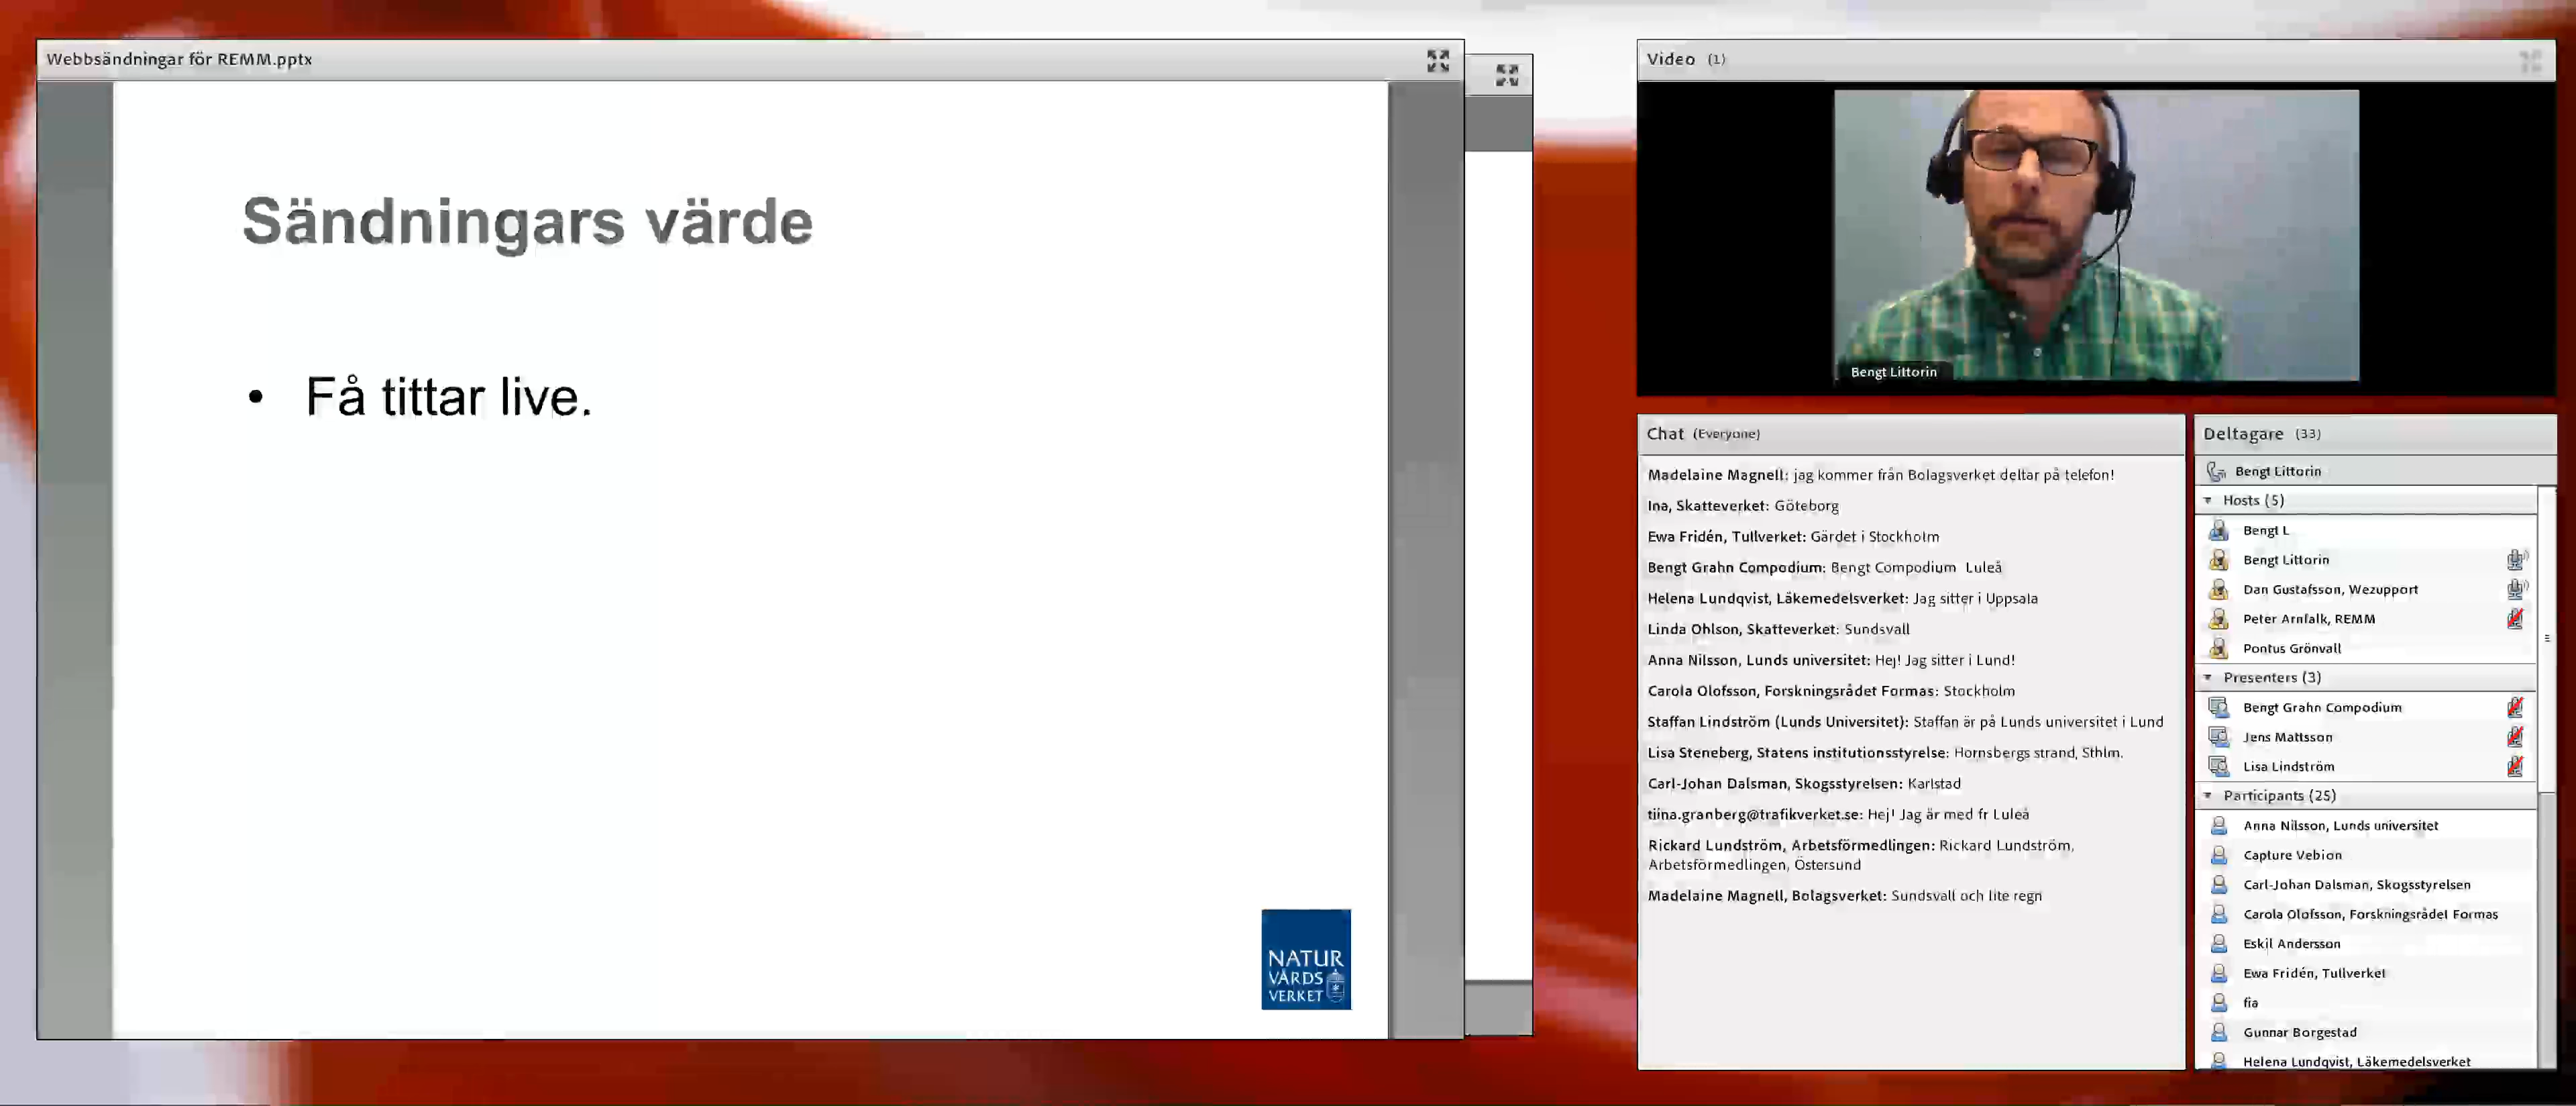 Webbsändningar för REMM.pptx
Sändningars värde
• Få tittar live.
NATUR
VÅRDS
VERKET
Video (1)
Bengt Littorin
Chat (Everyone)
Madelaine Magnell: jag kommer från Bolagsverket deltar på telefon!
Ina, Skatteverket: Göteborg
Ewa Fridén, Tullverket: Gärdet i Stockholm
Bengt Grahn Compodium: Bengt Compodium Luleå
Helena Lundqvist, Läkemedelsverket: Jag sitter i Uppsala
Linda Ohlson, Skatteverket: Sundsvall
Anna Nilsson, Lunds universitet: Hej! Jag sitter i Lund!
Carola Olofsson, Forskningsrådet Formas: Stockholm
Staffan Lindström (Lunds Universitet): Staffan är på Lunds universitet i Lund
Lisa Steneberg, Statens institutionsstyrelse: Hornsbergs strand, Sthlm.
Carl-Johan Dalsman, Skogsstyrelsen: Karlstad
tiina.granberg@trafikverket.se: Hej! Jag är med fr Luleå
Rickard Lundström, Arbetsförmedlingen: Rickard Lundström,
Arbetsförmedlingen, Östersund
Madelaine Magnell, Bolagsverket: Sundsvall och lite regn
Deltagare (33)
Bengt Littorin
Hosts (5)
Bengt L
Bengt Littorin
Dan Gustafsson, Wezupport
Peter Arnfalk, REMM
Pontus Grönvall
Presenters (3)
Bengt Grahn Compodium
Jens Mattsson
Lisa Lindström
Participants (25)
Anna Nilsson, Lunds universitet
Capture Vebion
Carl-Johan Dalsman, Skogsstyrelsen
Carola Olofsson, Forskningsrådet Formas
Eskil Andersson
Ewa Fridén, Tullverket
fia
Gunnar Borgestad
Helena Lundqvist, Läkemedelsverket